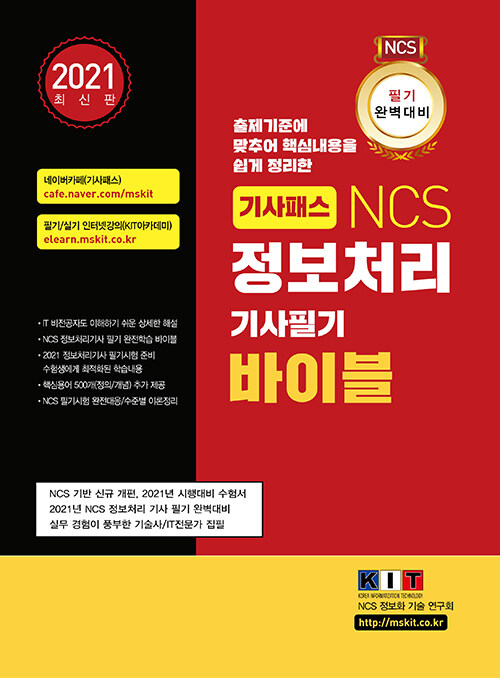 2021
최신판
NCS
필기
완벽대비
출제기준에
맞추어 핵심내용을
쉽게 정리한
네이버카페(기사패스)
cafe.naver.com/mskit
필기/실기 인터넷강의(KIT아카데미)
elearn.mskit.co.kr
기사패스 NCS
정보처리
기사필기
바이블
• IT 비전공자도 이해하기 쉬운 상세한 해설
• NCS 정보처리기사 필기 완전학습 바이블
• 2021 정보처리기사 필기시험 준비
수험생에게 최적화된 학습내용
• 핵심용어 500개(정의/개념) 추가 제공
• NCS 필기시험 완전대응/수준별 이론정리
NCS 기반 신규 개편, 2021년 시행대비 수험서
2021년 NCS 정보처리 기사 필기 완벽대비
실무 경험이 풍부한 기술사/IT전문가 집필
KIT
KOREA INFORMATIZATION TECHNOLOGY
NCS 정보화 기술 연구회
http://mskit.co.kr